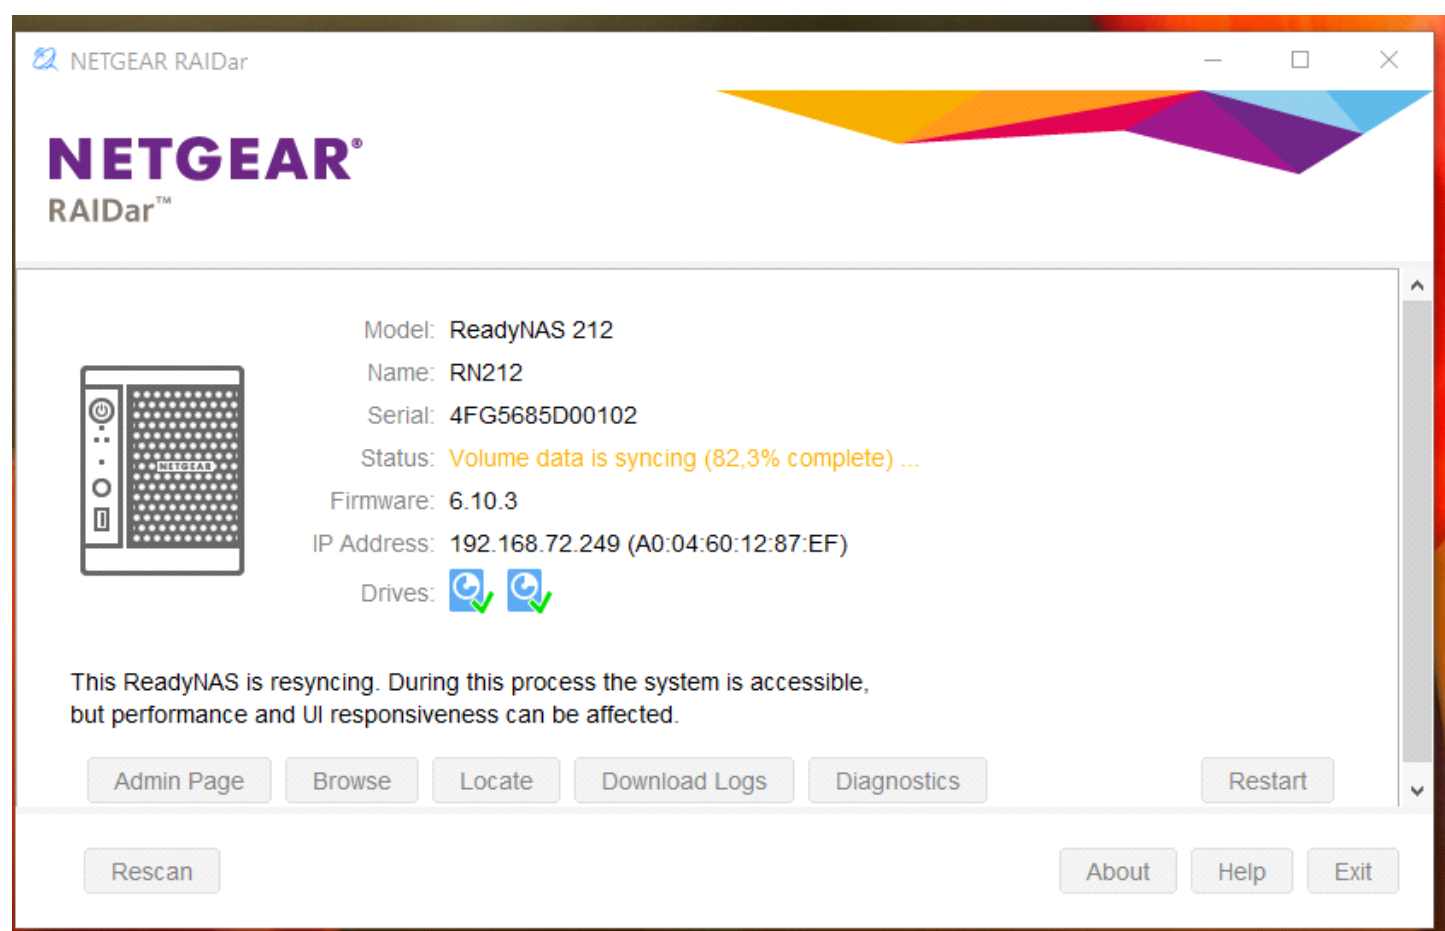 NETGEAR RAIDar
NETGEAR®
RAIDar™
NETGEAR
Model: ReadyNAS 212
Name: RN212
Serial: 4FG5685D00102
Status: Volume data is syncing (82,3% complete) ...
Firmware: 6.10.3
IP Address: 192.168.72.249 (A0:04:60:12:87:EF)
Drives:
This ReadyNAS is resyncing. During this process the system is accessible,
but performance and UI responsiveness can be affected.
Admin Page Browse Locate Download Logs Diagnostics Restart
Rescan About Help Exit